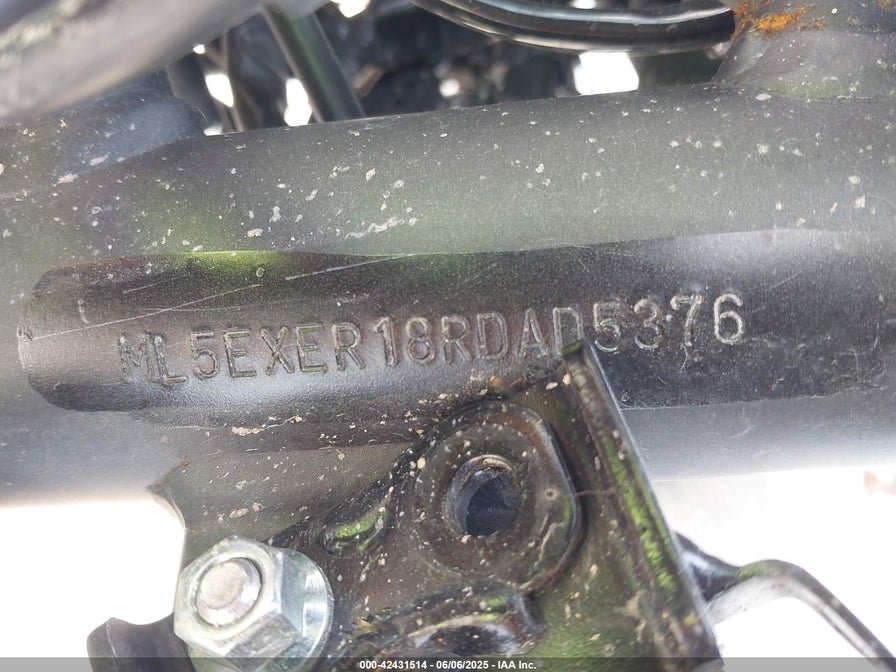 ML5EXER18RDAD5376
000-42431514 - 06/06/2025 - IAA Inc.